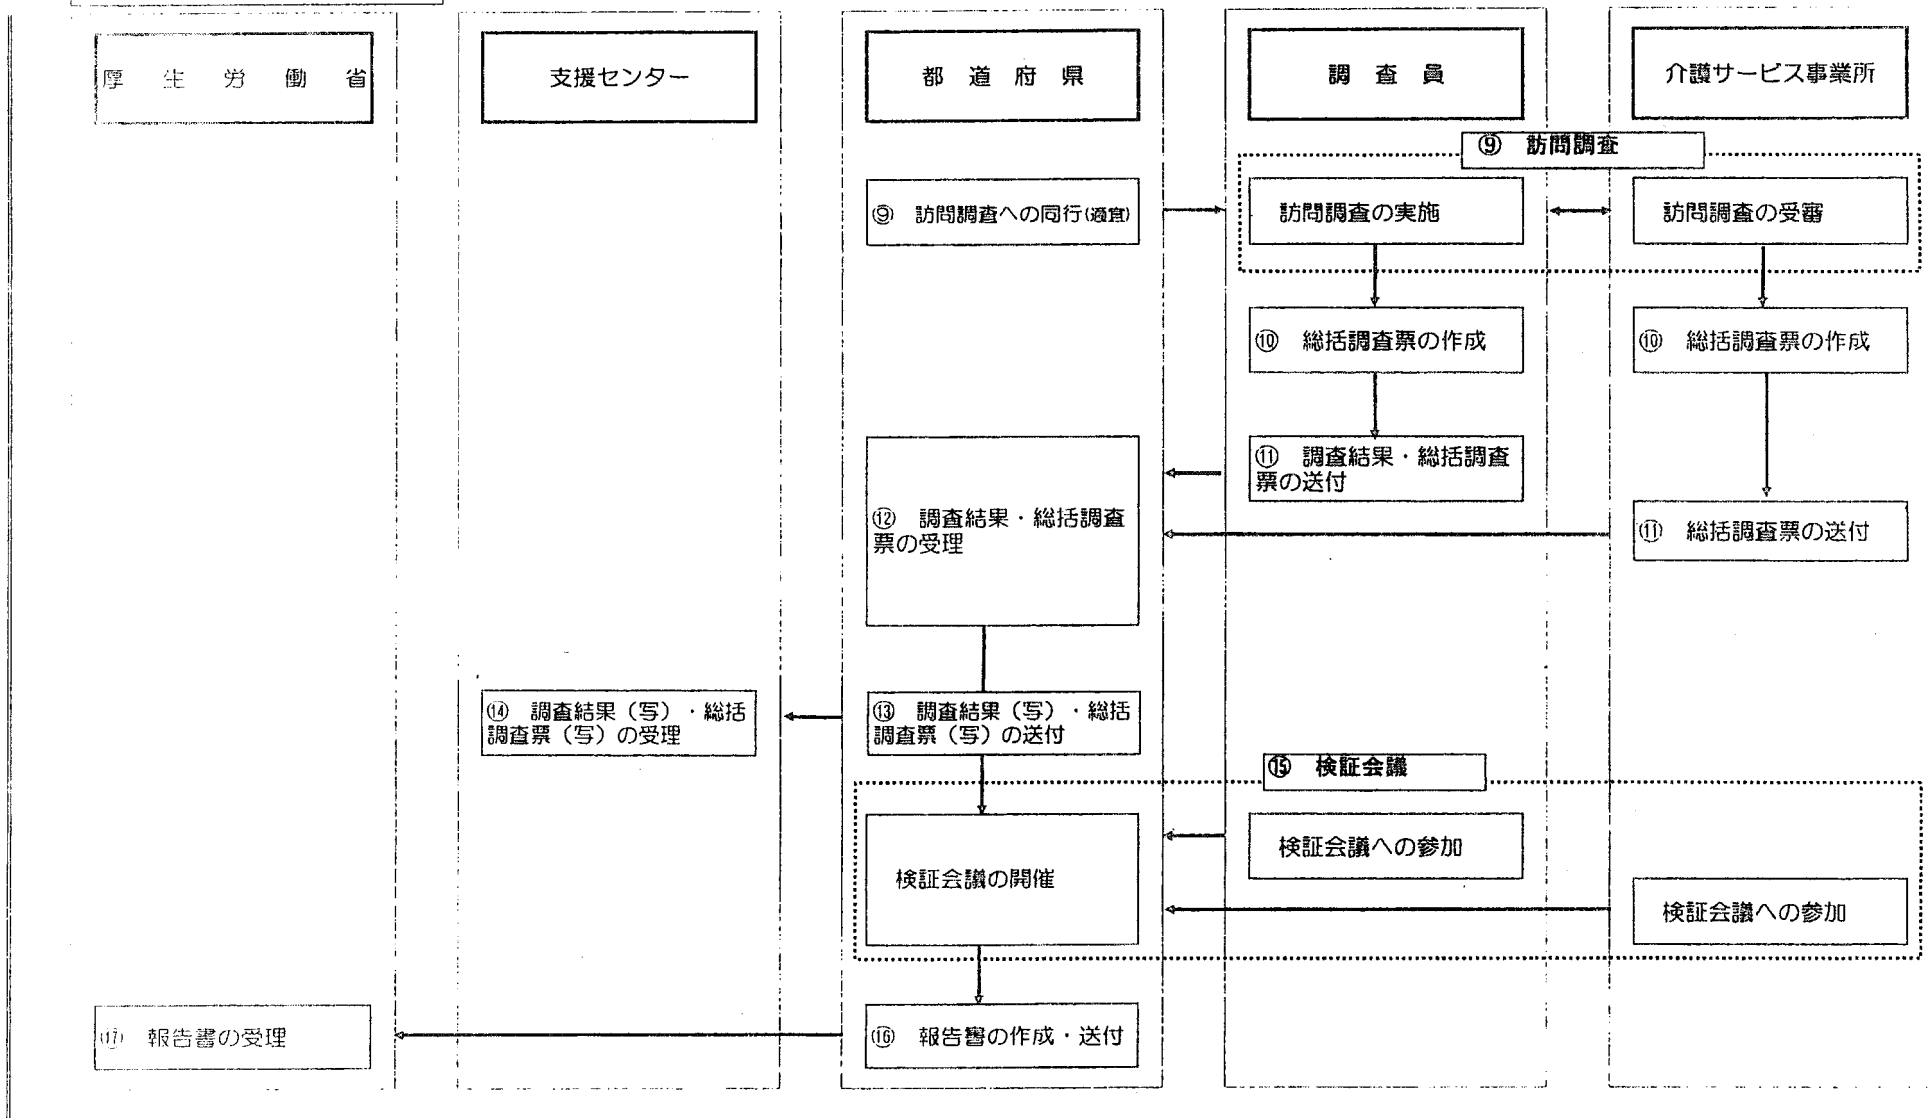 厚生労働省
支援センター
都道府県
調査員
介護サービス事業所
⑨ 訪問調査
⑨ 訪問調査への同行(適宜)
訪問調査の実施
訪問調査の受審
⑩ 総括調査票の作成
⑩ 総括調査票の作成
⑪ 調査結果・総括調査
票の送付
⑫ 調査結果・総括調査
票の受理
⑪ 総括調査票の送付
⑭ 調査結果（写）・総括
調査票（写）の受理
⑬ 調査結果（写）・総括
調査票（写）の送付
⑮ 検証会議
検証会議の開催
検証会議への参加
検証会議への参加
⑰ 報告書の受理
⑯ 報告書の作成・送付